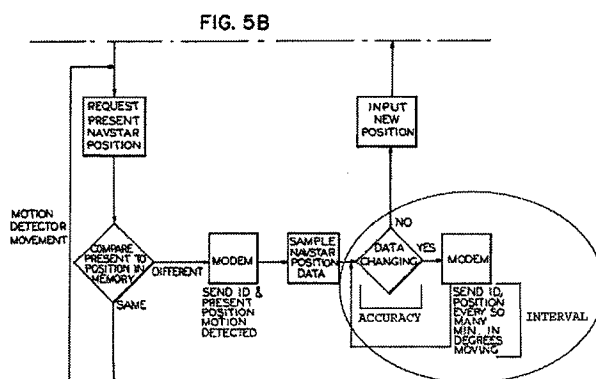 FIG. 5B
REQUEST
PRESENT
NAVSTAR
POSITION
INPUT
NEW
POSITION
MOTION
DETECTOR
MOVEMENT
COMPARE
PRESENT TO
POSITION IN
MEMORY
DIFFERENT
SAME
MODEM
SEND ID &
PRESENT
POSITION
MOTION
DETECTED
SAMPLE
NAVSTAR
POSITION
DATA
NO
DATA
CHANGING
YES
ACCURACY
MODEM
SEND ID,
POSITION
EVERY SO
MANY
MIN. IN
DEGREES
MOVING
INTERVAL